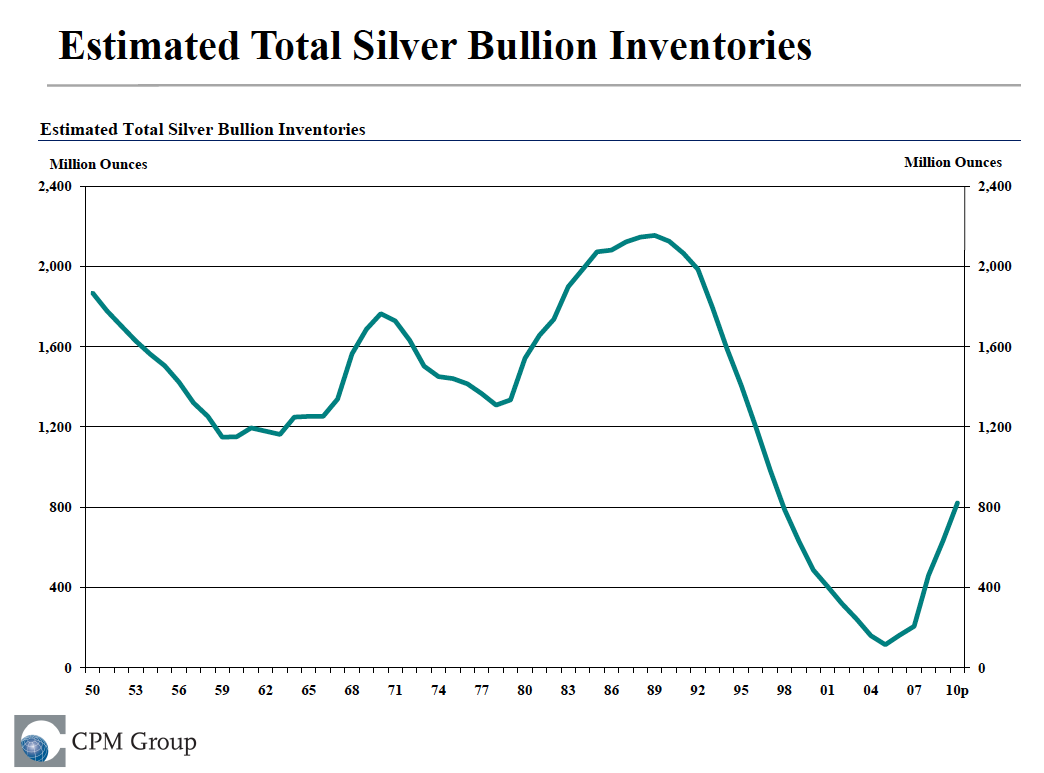 Estimated Total Silver Bullion Inventories
Estimated Total Silver Bullion Inventories
Million Ounces Million Ounces
2,400 2,400
2,000 2,000
1,600 1,600
1,200 1,200
800 800
400 400
0 0
50 53 56 59 62 65 68 71 74 77 80 83 86 89 92 95 98 01 04 07 10p
CPM Group